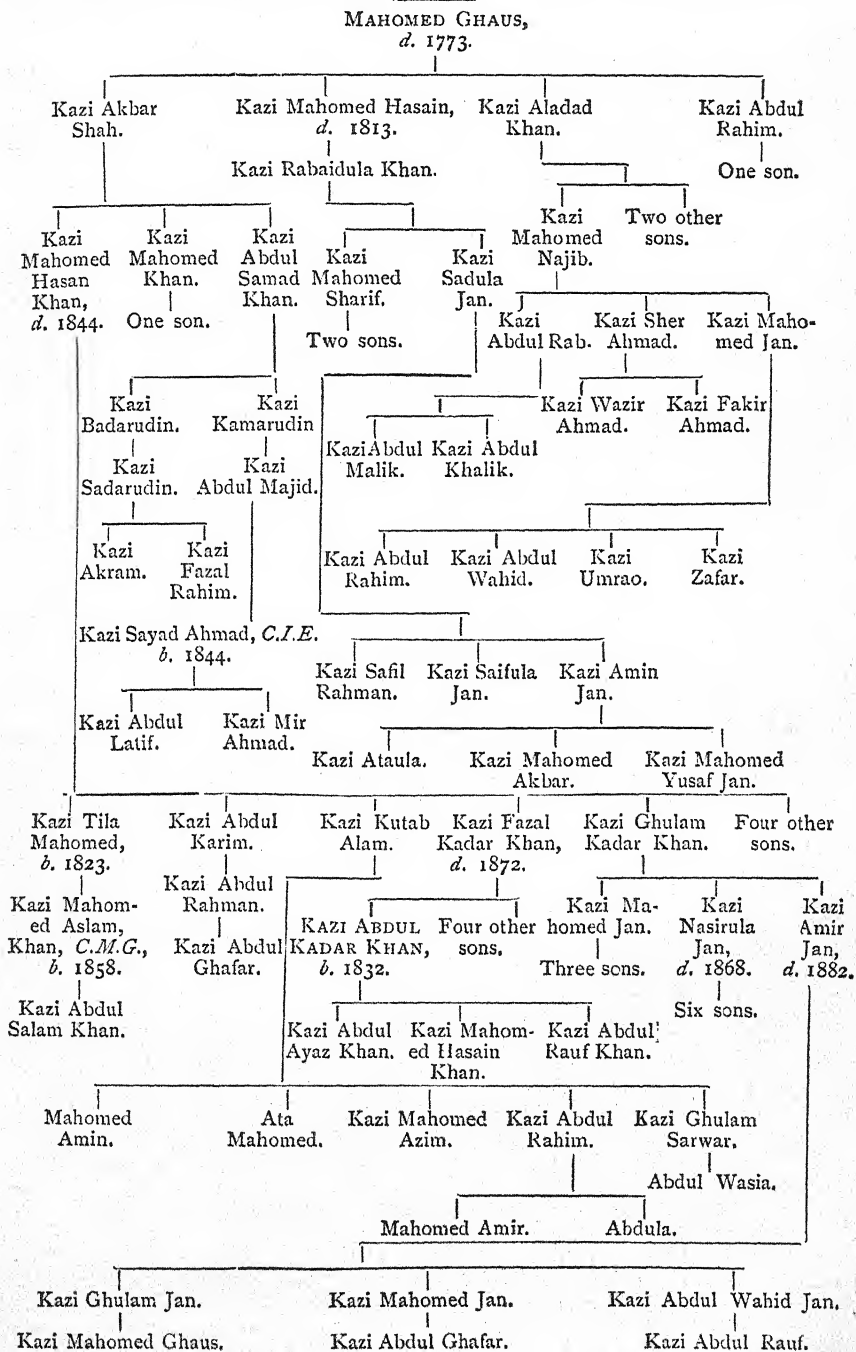 MAHOMED GHAUS,
d. 1773.
Kazi Akbar
Shah.
Kazi Mahomed Hasain,
d. 1813.
Kazi Aladad
Khan.
Kazi Abdul
Rahim.
Kazi Rabaidula Khan.
One son.
Kazi
Mahomed
Hasan
Khan,
d. 1844.
Kazi
Mahomed
Khan.
One son.
Kazi
Abdul
Samad
Khan.
Kazi
Mahomed
Sharif.
Two sons.
Kazi
Sadula
Jan.
Kazi
Mahomed
Najib.
Two other
sons.
Kazi
Abdul Rab.
Kazi Sher
Ahmad.
Kazi Maho-
med Jan.
Kazi
Badarudin.
Kazi
Kamarudin
Kazi Abdul
Malik.
Kazi Abdul
Khalik.
Kazi Wazir
Ahmad.
Kazi Fakir
Ahmad.
Kazi
Sadarudin.
Kazi
Abdul Majid.
Kazi
Akram.
Kazi
Fazal
Rahim.
Kazi Abdul
Rahim.
Kazi Abdul
Wahid.
Kazi
Umrao.
Kazi
Zafar.
Kazi Sayad Ahmad, C.I.E.
b. 1844.
Kazi Safil
Rahman.
Kazi Saifula
Jan.
Kazi Amin
Jan.
Kazi Abdul
Latif.
Kazi Mir
Ahmad.
Kazi Ataula.
Kazi Mahomed
Akbar.
Kazi Mahomed
Yusaf Jan.
Kazi Tila
Mahomed,
b. 1823.
Kazi Abdul
Karim.
Kazi Kutab
Alam.
Kazi Fazal
Kadar Khan,
d. 1872.
Kazi Ghulam
Kadar Khan.
Four other
sons.
Kazi Mahom-
ed Aslam,
Khan, C.M.G.,
b. 1858.
Kazi Abdul
Rahman.
Kazi Abdul
Ghafar.
KAZI ABDUL
KADAR KHAN,
b. 1832.
Four other
sons.
Kazi Ma-
homed Jan.
Three sons.
Kazi
Nasirula
Jan,
d. 1868.
Kazi
Amir
Jan,
d. 1882.
Kazi Abdul
Salam Khan.
Six sons.
Kazi Abdul
Ayaz Khan.
Kazi Mahom-
ed Hasain
Khan.
Kazi Abdul
Rauf Khan.
Mahomed
Amin.
Ata
Mahomed.
Kazi Mahomed
Azim.
Kazi Abdul
Rahim.
Kazi Ghulam
Sarwar.
Abdul Wasia.
Mahomed Amir.
Abdula.
Kazi Ghulam Jan.
Kazi Mahomed Jan.
Kazi Abdul Wahid Jan.
Kazi Mahomed Ghaus.
Kazi Abdul Ghafar.
Kazi Abdul Rauf.